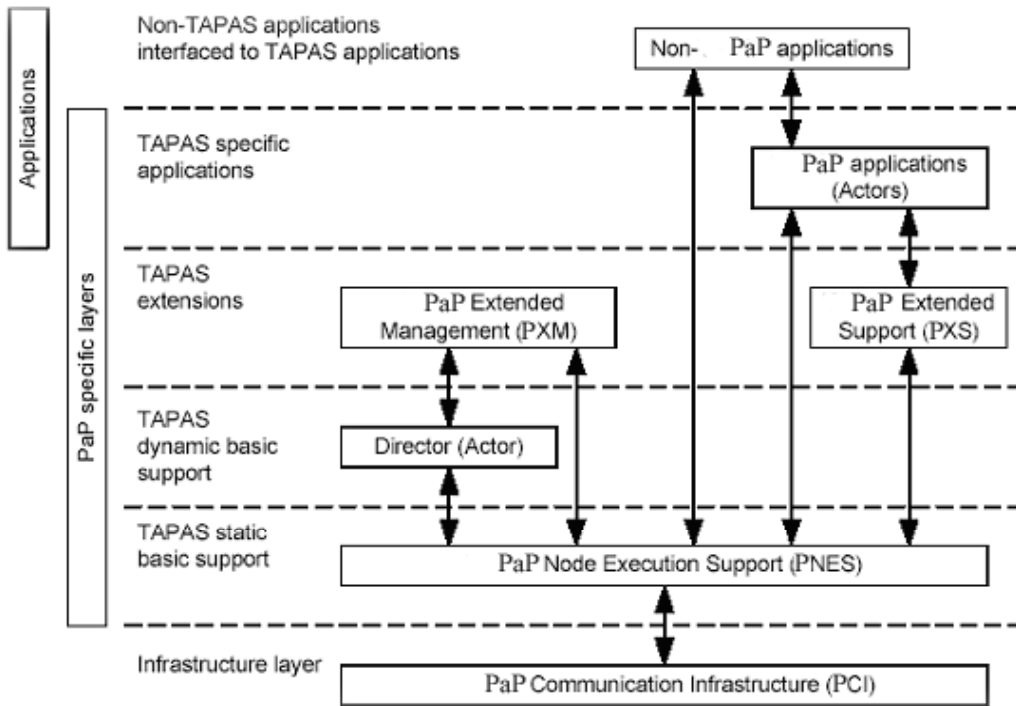 Applications
PaP specific layers
Non-TAPAS applications
interfaced to TAPAS applications
Non- PaP applications
TAPAS specific
applications
PaP applications
(Actors)
TAPAS
extensions
PaP Extended
Management (PXM)
PaP Extended
Support (PXS)
TAPAS
dynamic basic
support
Director (Actor)
TAPAS static
basic support
PaP Node Execution Support (PNES)
Infrastructure layer
PaP Communication Infrastructure (PCI)